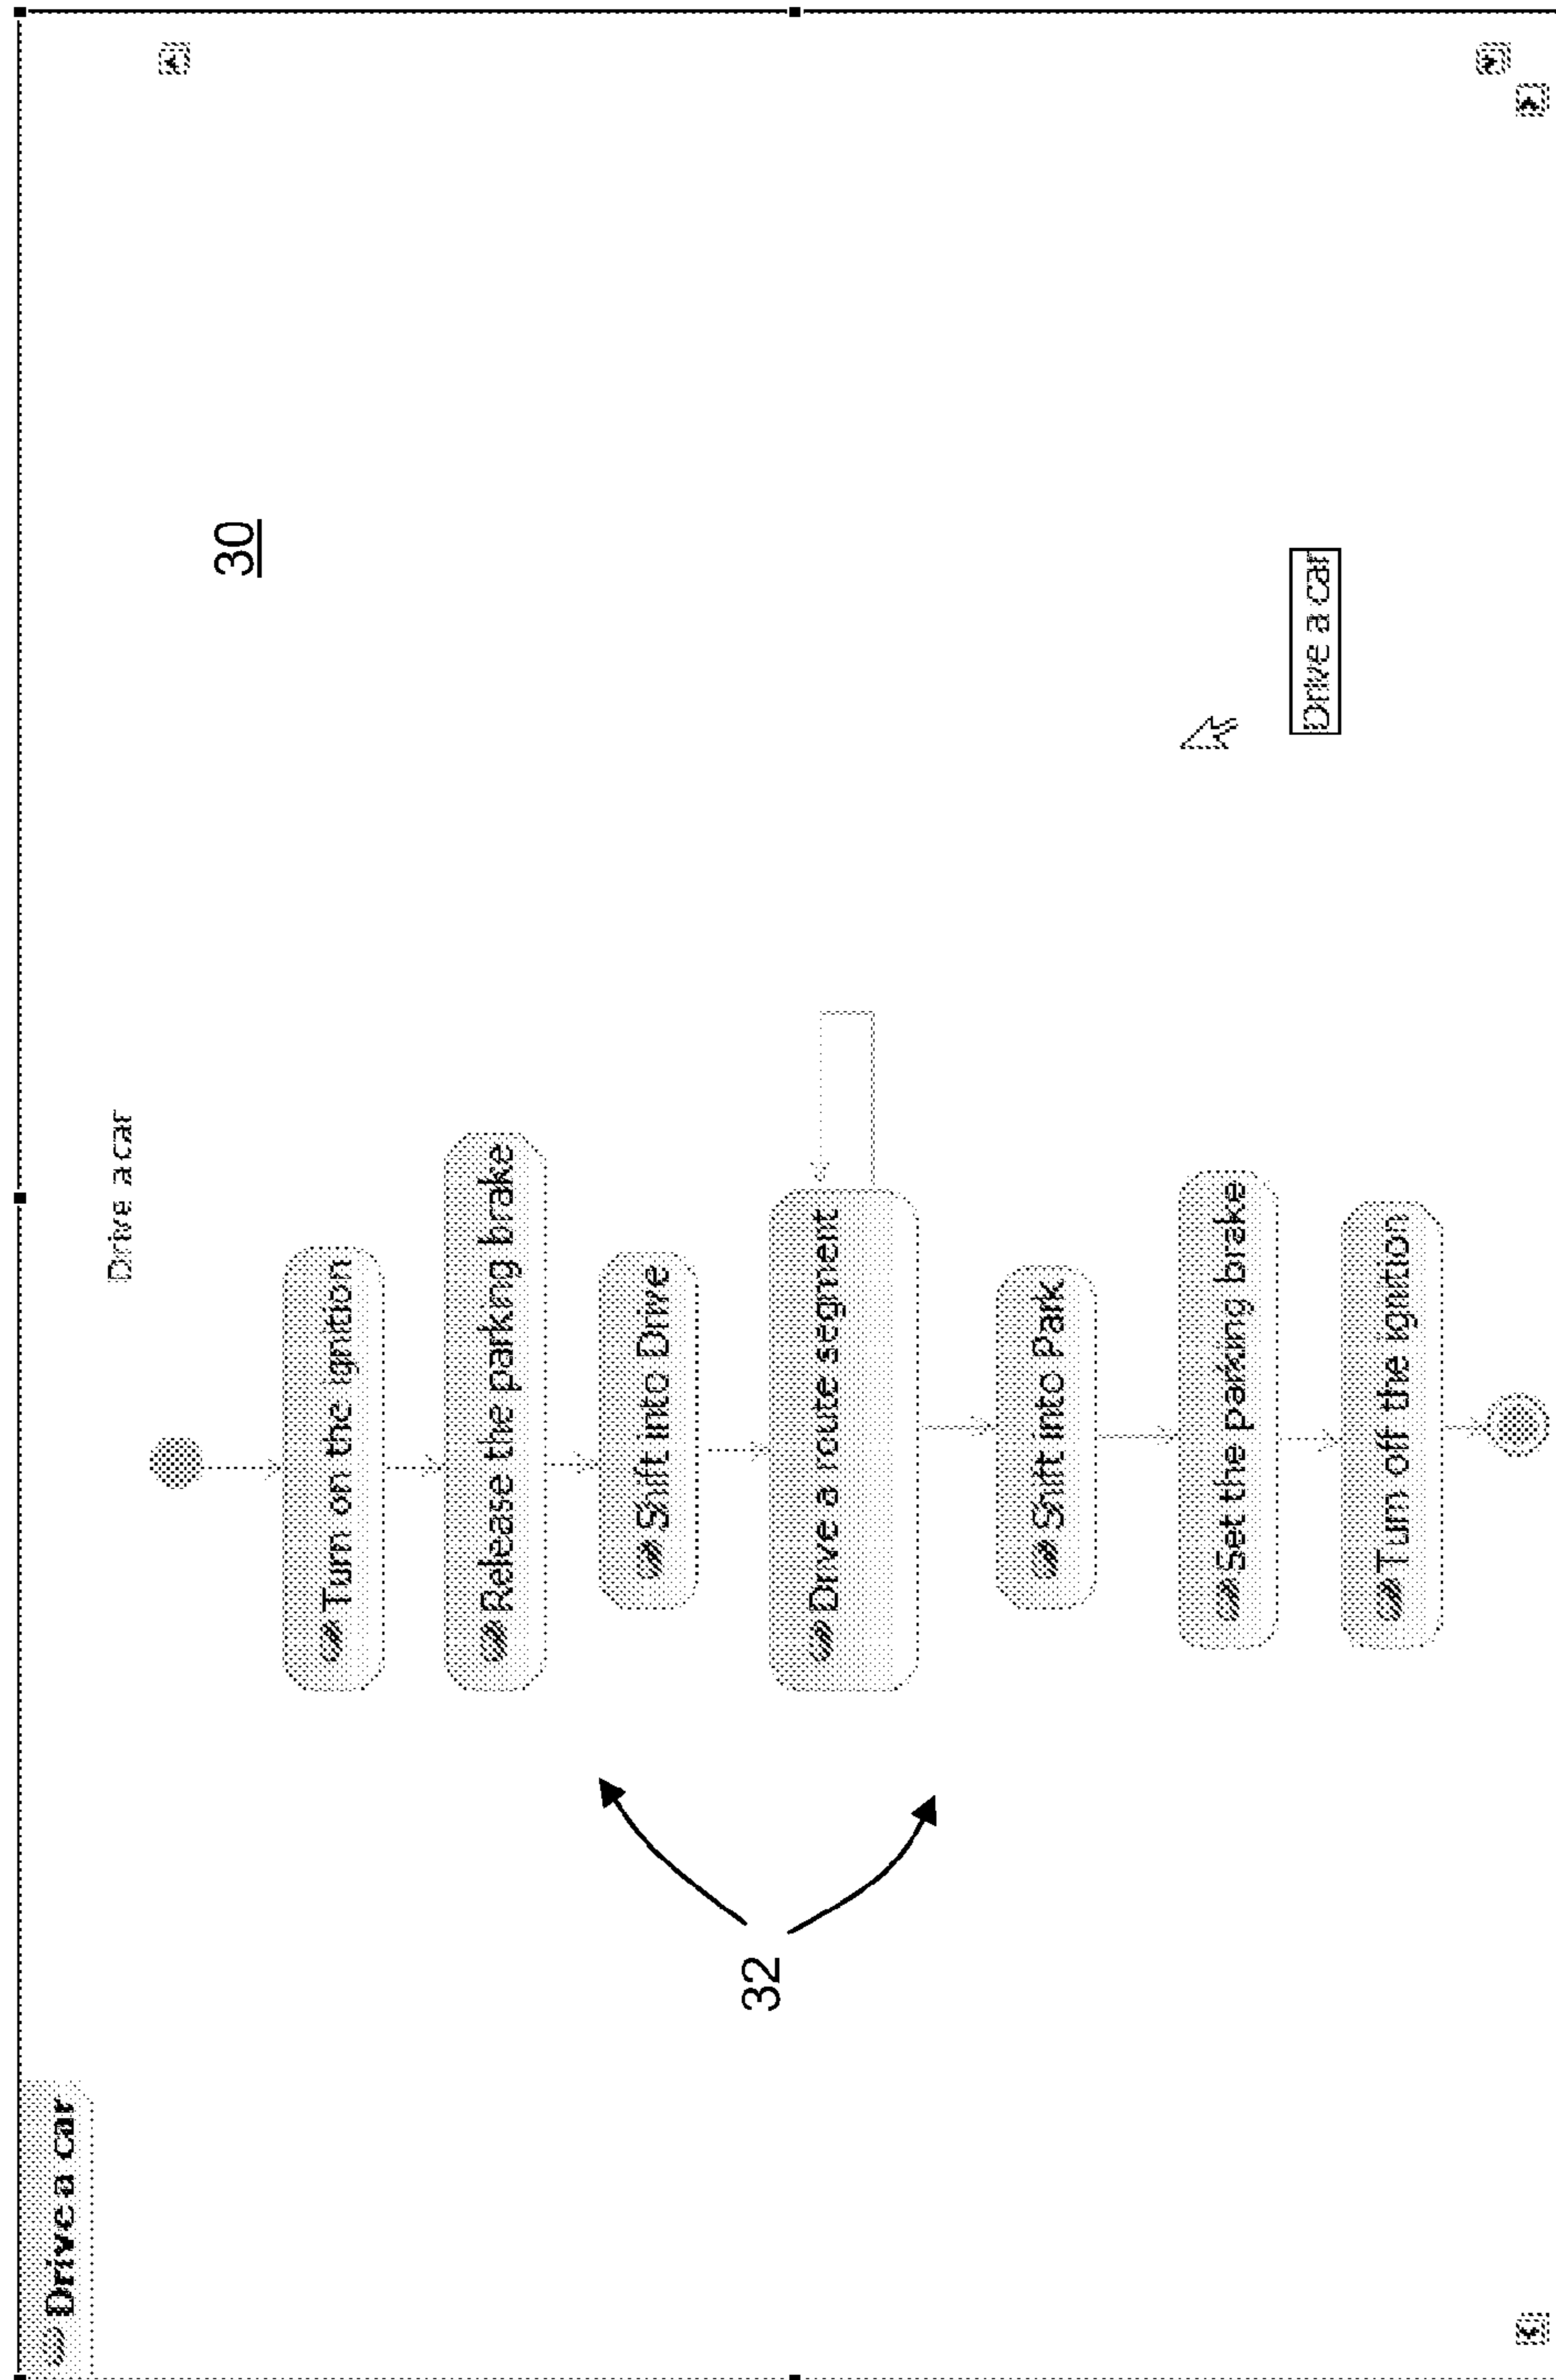 Drive a car
Drive a car
30
Turn on the ignition
Release the parking brake
Shift into Drive
32
Drive a route segment
Shift into Park
Set the parking brake
Drive a car
Turn off the ignition